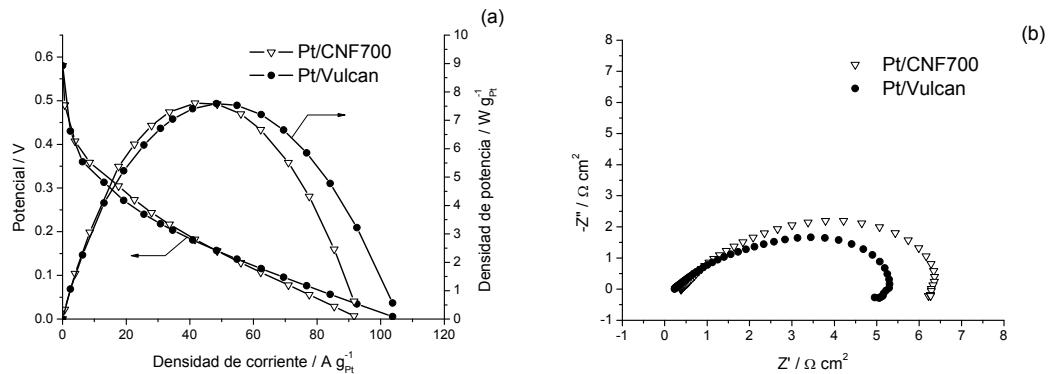 (a)
Pt/CNF700
Pt/Vulcan
0.6
0.5
0.4
0.3
0.2
0.1
0.0
Potencial / V
10
9
8
7
6
5
4
3
2
1
0
Densidad de potencia / W g⁻¹Pt
0 20 40 60 80 100 120
Densidad de corriente / A g⁻¹Pt
(b)
Pt/CNF700
Pt/Vulcan
8
7
6
5
4
3
2
1
0
-1
-Z'' / Ω cm²
-1 0 1 2 3 4 5 6 7 8
Z' / Ω cm²